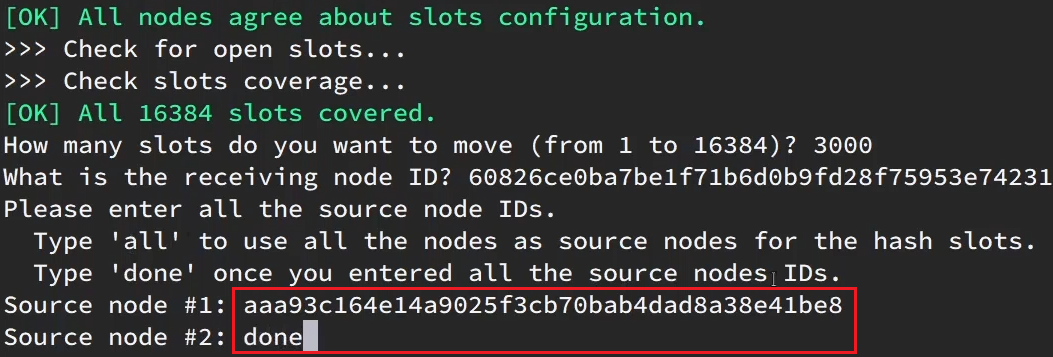 [OK] All nodes agree about slots configuration.
>>> Check for open slots...
>>> Check slots coverage...
[OK] All 16384 slots covered.
How many slots do you want to move (from 1 to 16384)? 3000
What is the receiving node ID? 60826ce0ba7be1f71b6d0b9fd28f75953e74231
Please enter all the source node IDs.
  Type 'all' to use all the nodes as source nodes for the hash slots.
  Type 'done' once you entered all the source nodes IDs.
Source node #1: aaa93c164e14a9025f3cb70bab4dad8a38e41be8
Source node #2: done